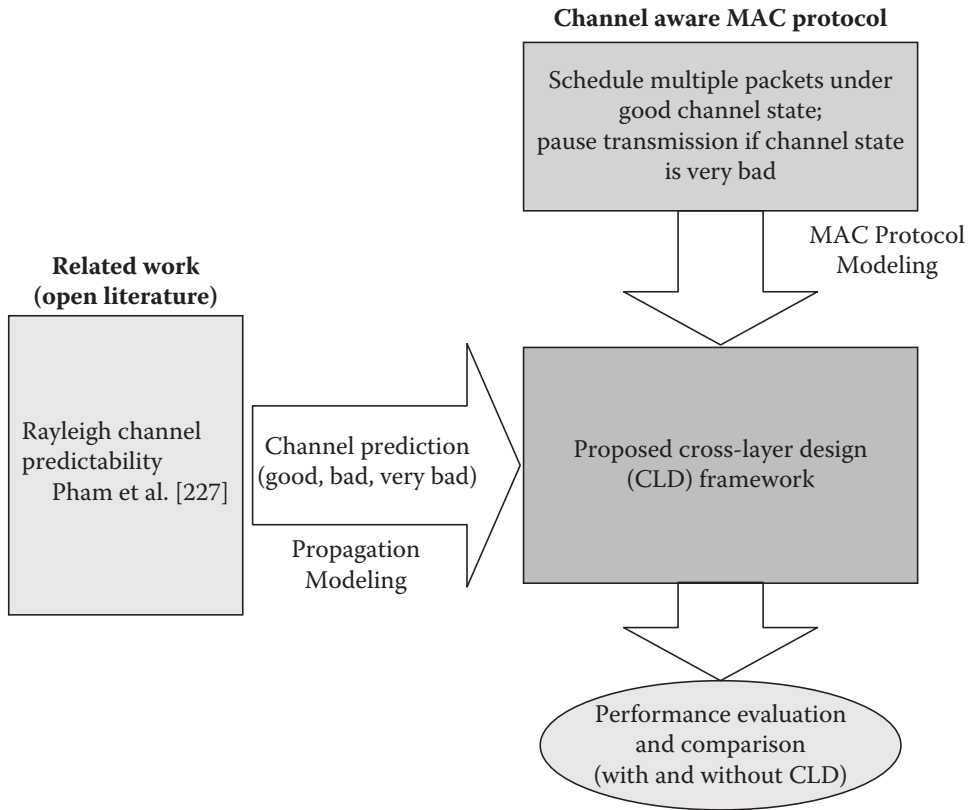 Channel aware MAC protocol
Schedule multiple packets under
good channel state;
pause transmission if channel state
is very bad
MAC Protocol
Modeling
Related work
(open literature)
Rayleigh channel
predictability
Pham et al. [227]
Channel prediction
(good, bad, very bad)
Propagation
Modeling
Proposed cross-layer design
(CLD) framework
Performance evaluation
and comparison
(with and without CLD)